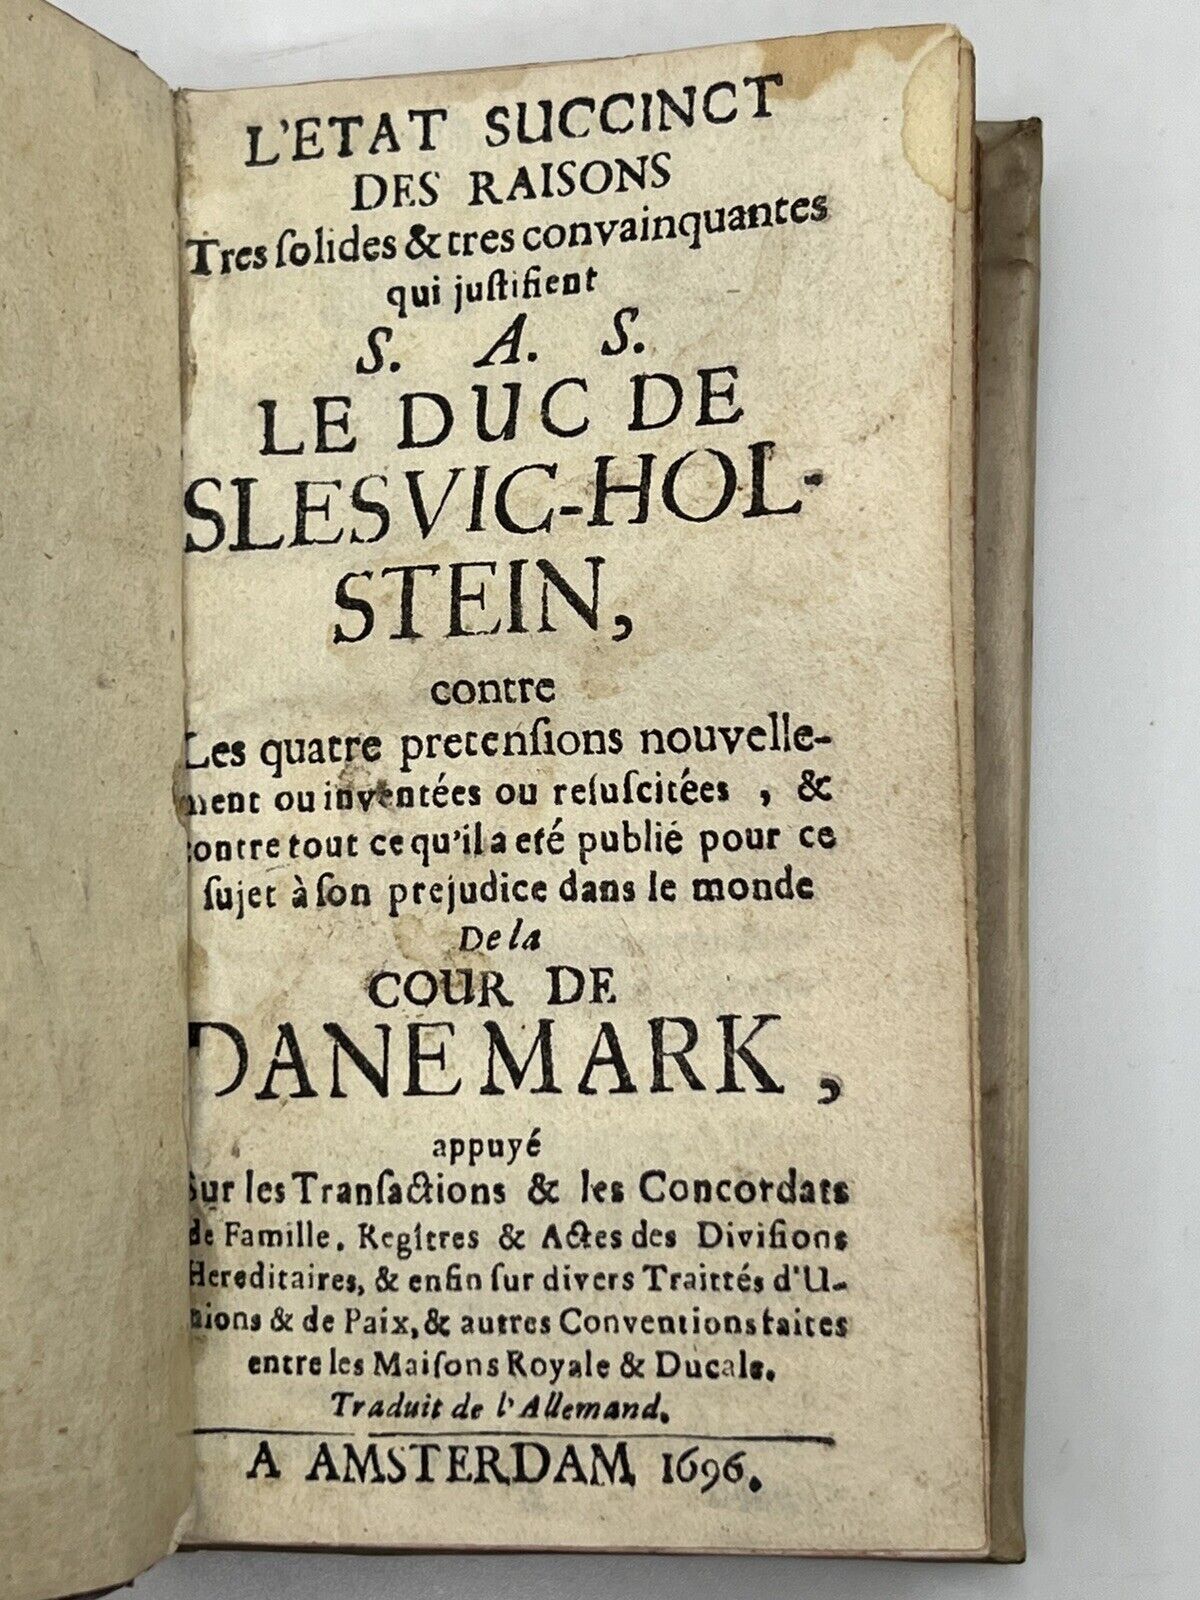 L'ETAT SUCCINCT
DES RAISONS
Tres ſolides & tres convainquantes
qui juſtifient
S. A. S.
LE DUC DE
SLESVIC-HOL-
STEIN,
contre
Les quatre pretenſions nouvelle-
ment ou inventées ou reſuſcitées, &
contre tout ce qu'il a eté publié pour ce
ſujet à ſon prejudice dans le monde
De la
COUR DE
DANEMARK,
appuyé
Sur les Tranſactions & les Concordats
de Famille, Regîtres & Actes des Diviſions
Hereditaires, & enfin ſur divers Traittés d'U-
nions & de Paix, & autres Conventions faites
entre les Maiſons Royale & Ducale.
Traduit de l'Allemand.
A AMSTERDAM 1696.